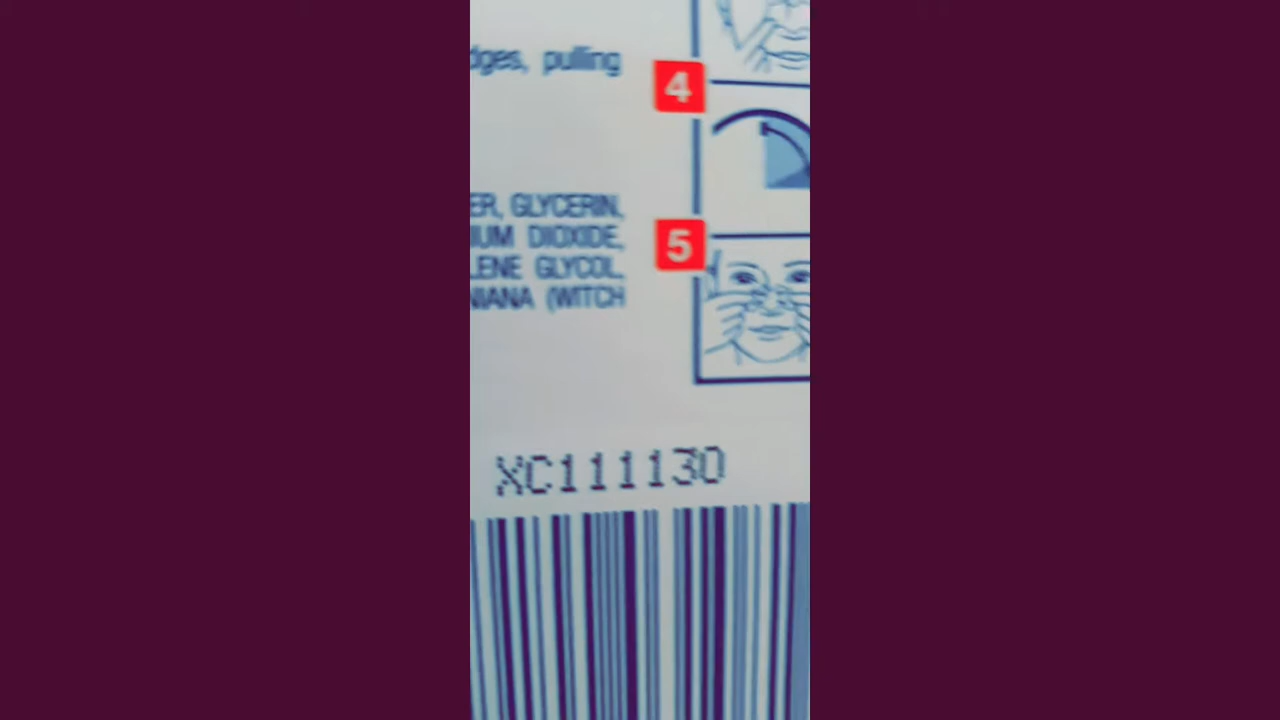 dges, pulling
4
ER, GLYCERIN,
IUM DIOXIDE,
5
LENE GLYCOL,
NIANA (WITCH
XC111130